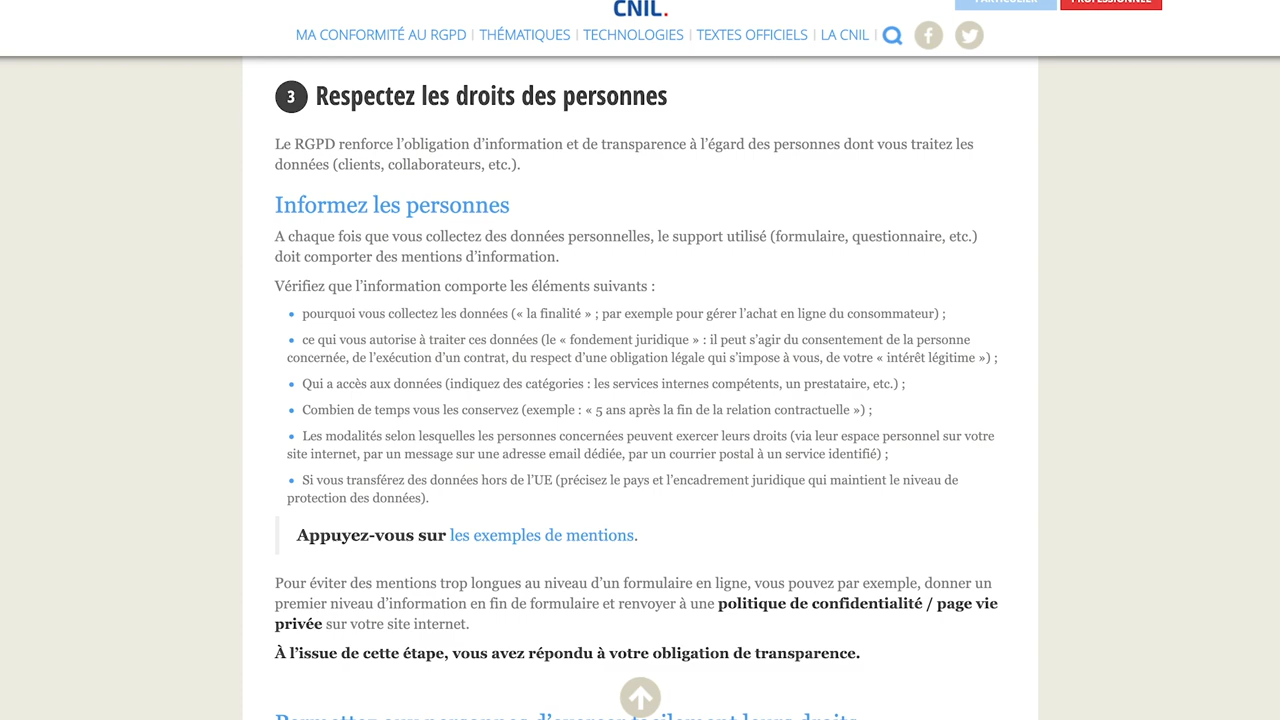 CNIL.
PARTICULIER PROFESSIONNEL
MA CONFORMITÉ AU RGPD | THÉMATIQUES | TECHNOLOGIES | TEXTES OFFICIELS | LA CNIL |
3 Respectez les droits des personnes
Le RGPD renforce l’obligation d’information et de transparence à l’égard des personnes dont vous traitez les
données (clients, collaborateurs, etc.).
Informez les personnes
A chaque fois que vous collectez des données personnelles, le support utilisé (formulaire, questionnaire, etc.)
doit comporter des mentions d’information.
Vérifiez que l’information comporte les éléments suivants :
• pourquoi vous collectez les données (« la finalité » ; par exemple pour gérer l’achat en ligne du consommateur) ;
• ce qui vous autorise à traiter ces données (le « fondement juridique » : il peut s’agir du consentement de la personne
concernée, de l’exécution d’un contrat, du respect d’une obligation légale qui s’impose à vous, de votre « intérêt légitime ») ;
• Qui a accès aux données (indiquez des catégories : les services internes compétents, un prestataire, etc.) ;
• Combien de temps vous les conservez (exemple : « 5 ans après la fin de la relation contractuelle ») ;
• Les modalités selon lesquelles les personnes concernées peuvent exercer leurs droits (via leur espace personnel sur votre
site internet, par un message sur une adresse email dédiée, par un courrier postal à un service identifié) ;
• Si vous transférez des données hors de l’UE (précisez le pays et l’encadrement juridique qui maintient le niveau de
protection des données).
Appuyez-vous sur les exemples de mentions.
Pour éviter des mentions trop longues au niveau d’un formulaire en ligne, vous pouvez par exemple, donner un
premier niveau d’information en fin de formulaire et renvoyer à une politique de confidentialité / page vie
privée sur votre site internet.
À l’issue de cette étape, vous avez répondu à votre obligation de transparence.
Permettez aux personnes d’exercer facilement leurs droits